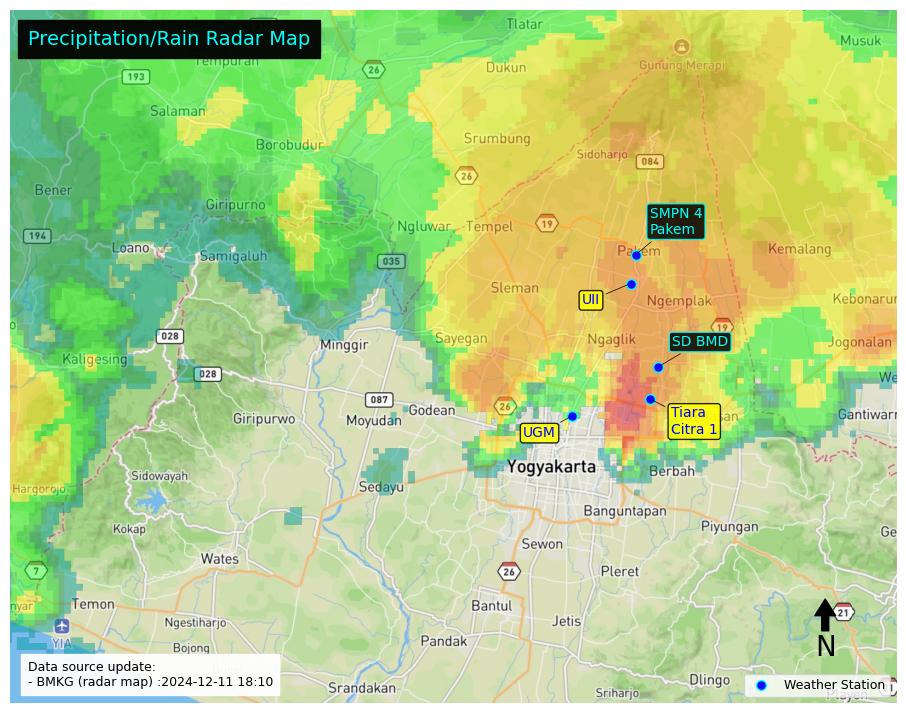 Precipitation/Rain Radar Map
Tlatar
Musuk
Tempuran
26
193
Dukun
Gunung Merapi
Salaman
Borobudur
Srumbung
Sidoharjo
084
26
Bener
Giripurno
SMPN 4
Pakem
Ngluwar
Tempel
19
194
Loano
Samigaluh
035
Pakem
Kemalang
Sleman
UII
Ngemplak
Kebonarum
19
028
Minggir
Sayegan
Ngaglik
SD BMD
Jogonalan
Kaligesing
028
087
Godean
26
Giripurwo
Moyudan
Tiara
Citra 1
Gantiwarno
UGM
Yogyakarta
Berbah
Sidowayah
Hargorojo
Sedayu
Kokap
Banguntapan
Piyungan
Sewon
Wates
7
26
Pleret
Temon
Bantul
21
Ngestiharjo
Jetis
YIA
Bojong
Pandak
N
Data source update:
- BMKG (radar map) :2024-12-11 18:10
Srandakan
Dlingo
Sriharjo
Weather Station
Playen